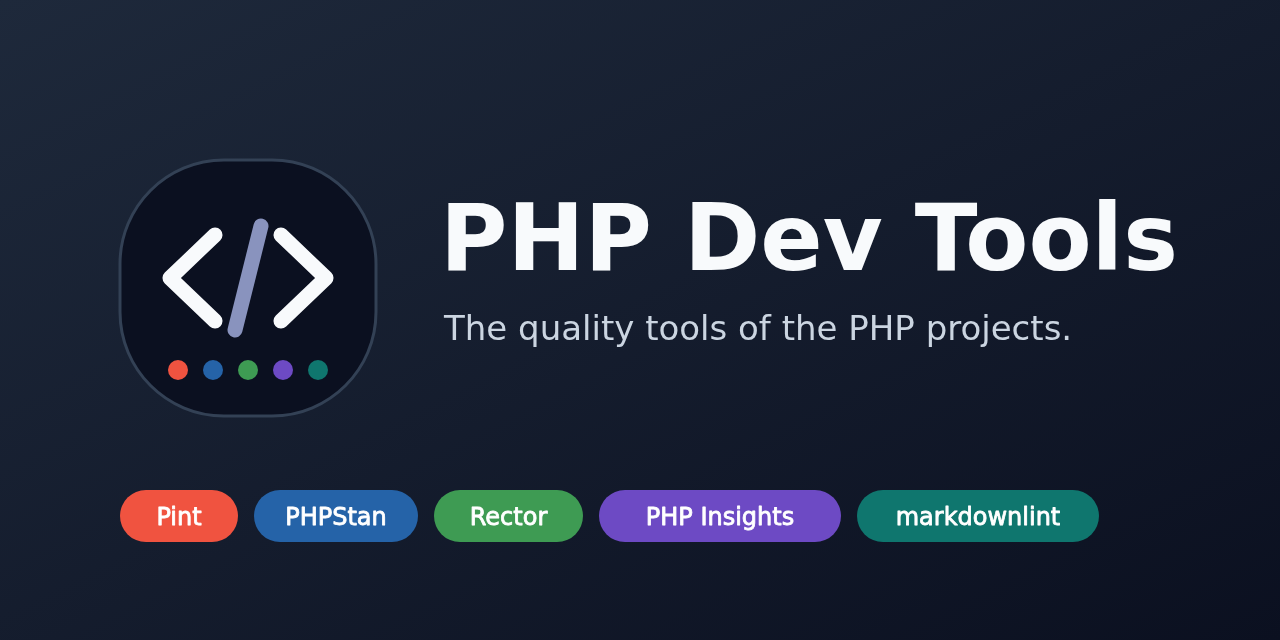 PHP Dev Tools
The quality tools of the PHP projects.
Pint PHPStan Rector PHP Insights markdownlint